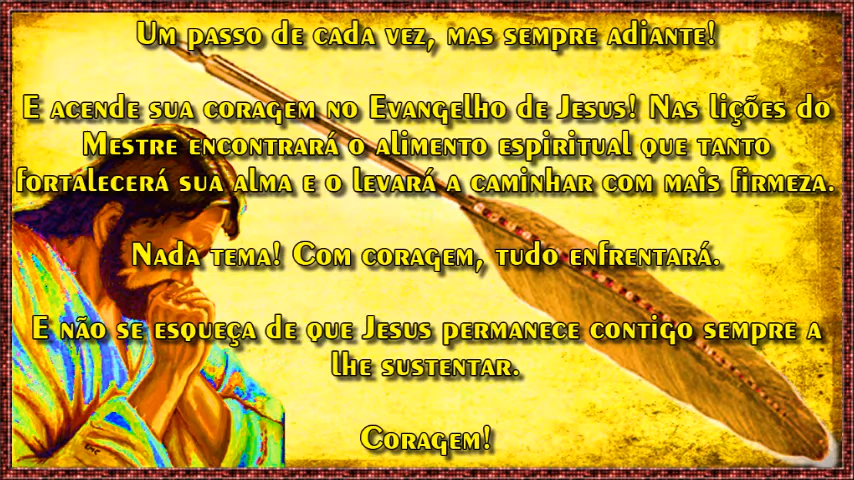 Um passo de cada vez, mas sempre adiante!
E acende sua coragem no Evangelho de Jesus! Nas lições do
Mestre encontrará o alimento espiritual que tanto
fortalecerá sua alma e o levará a caminhar com mais firmeza.
Nada tema! Com coragem, tudo enfrentará.
E não se esqueça de que Jesus permanece contigo sempre a
lhe sustentar.
Coragem!